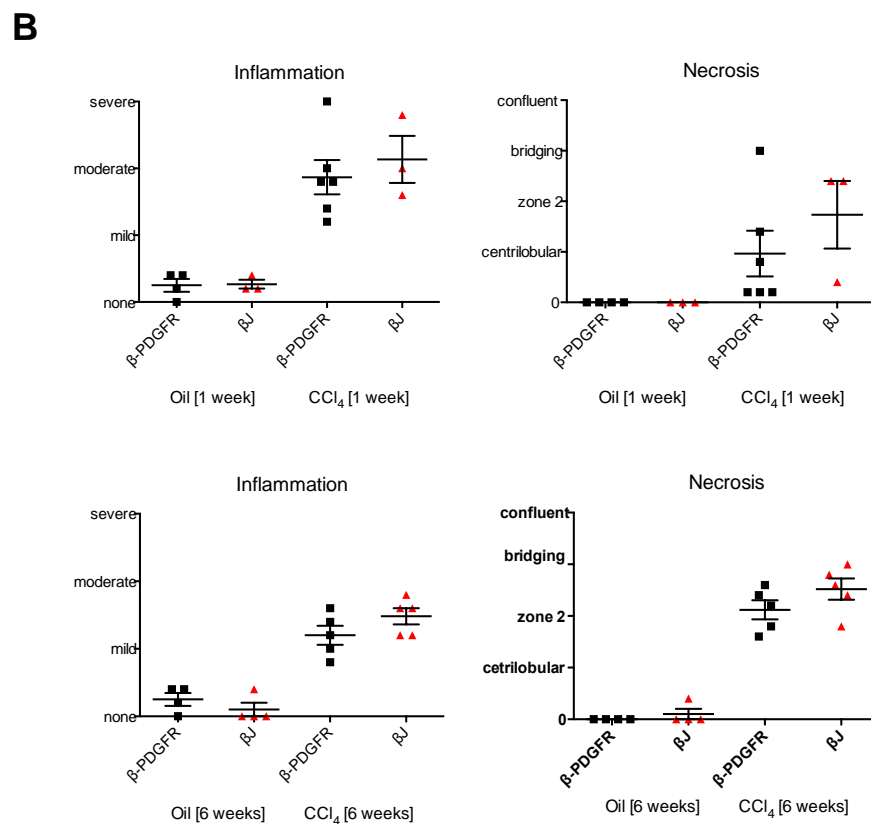 B
Inflammation
severe
moderate
mild
none
β-PDGFR
βJ
β-PDGFR
βJ
Oil [1 week]
CCl₄ [1 week]
Necrosis
confluent
bridging
zone 2
centrilobular
0
β-PDGFR
βJ
β-PDGFR
βJ
Oil [1 week]
CCl₄ [1 week]
Inflammation
severe
moderate
mild
none
β-PDGFR
βJ
β-PDGFR
βJ
Oil [6 weeks]
CCl₄ [6 weeks]
Necrosis
confluent
bridging
zone 2
cetrilobular
0
β-PDGFR
βJ
β-PDGFR
βJ
Oil [6 weeks]
CCl₄ [6 weeks]